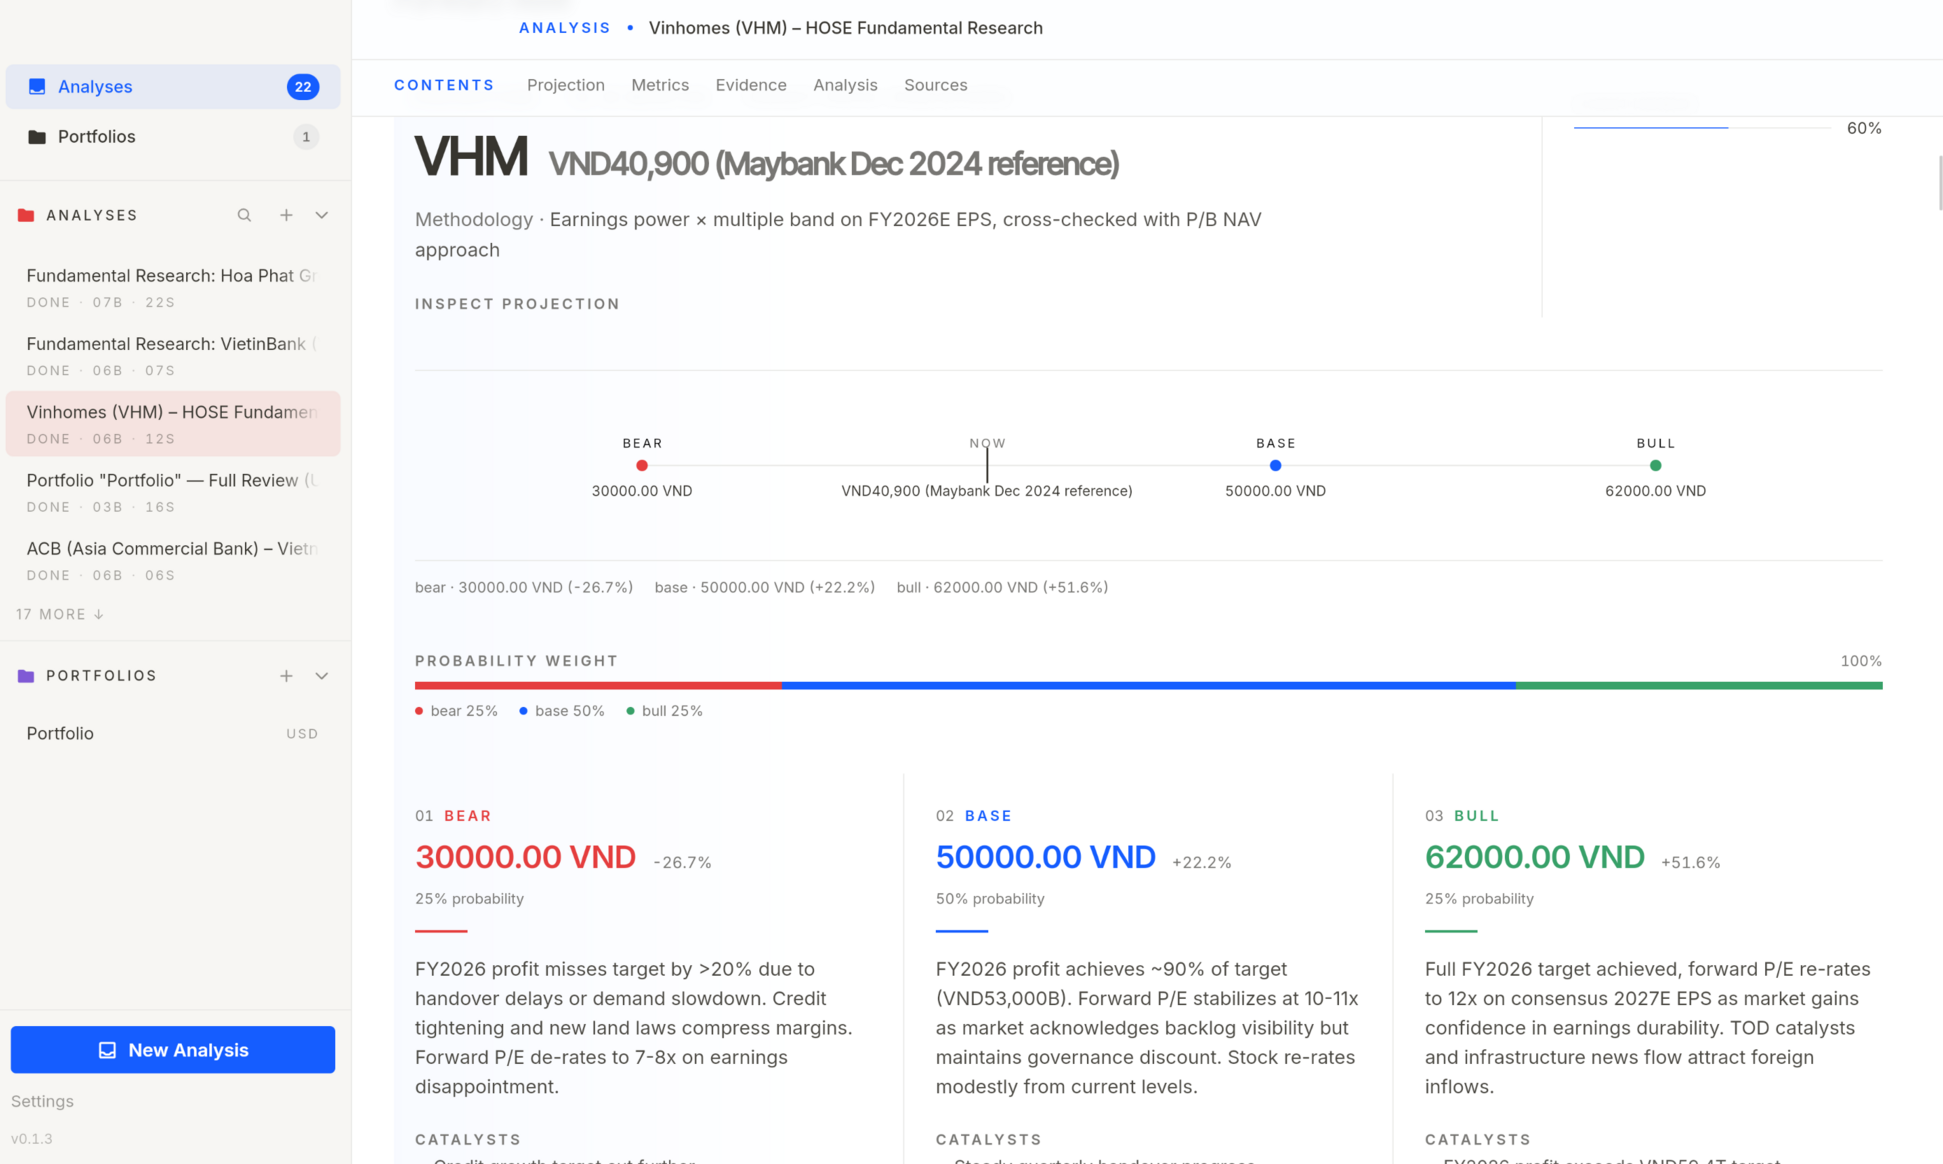 Analyses
22
Portfolios
1
ANALYSES
Fundamental Research: Hoa Phat Gr
DONE · 07B · 22S
Fundamental Research: VietinBank (
DONE · 06B · 07S
Vinhomes (VHM) – HOSE Fundamen
DONE · 06B · 12S
Portfolio "Portfolio" — Full Review (U
DONE · 03B · 16S
ACB (Asia Commercial Bank) – Vietn
DONE · 06B · 06S
17 MORE ↓
PORTFOLIOS
Portfolio
USD
New Analysis
Settings
v0.1.3
ANALYSIS • Vinhomes (VHM) – HOSE Fundamental Research
CONTENTS Projection Metrics Evidence Analysis Sources
60%
VHM VND40,900 (Maybank Dec 2024 reference)
Methodology · Earnings power × multiple band on FY2026E EPS, cross-checked with P/B NAV
approach
INSPECT PROJECTION
BEAR NOW BASE BULL
30000.00 VND VND40,900 (Maybank Dec 2024 reference) 50000.00 VND 62000.00 VND
bear · 30000.00 VND (-26.7%) base · 50000.00 VND (+22.2%) bull · 62000.00 VND (+51.6%)
PROBABILITY WEIGHT 100%
bear 25% base 50% bull 25%
01 BEAR
30000.00 VND -26.7%
25% probability
FY2026 profit misses target by >20% due to
handover delays or demand slowdown. Credit
tightening and new land laws compress margins.
Forward P/E de-rates to 7-8x on earnings
disappointment.
CATALYSTS
02 BASE
50000.00 VND +22.2%
50% probability
FY2026 profit achieves ~90% of target
(VND53,000B). Forward P/E stabilizes at 10-11x
as market acknowledges backlog visibility but
maintains governance discount. Stock re-rates
modestly from current levels.
CATALYSTS
03 BULL
62000.00 VND +51.6%
25% probability
Full FY2026 target achieved, forward P/E re-rates
to 12x on consensus 2027E EPS as market gains
confidence in earnings durability. TOD catalysts
and infrastructure news flow attract foreign
inflows.
CATALYSTS